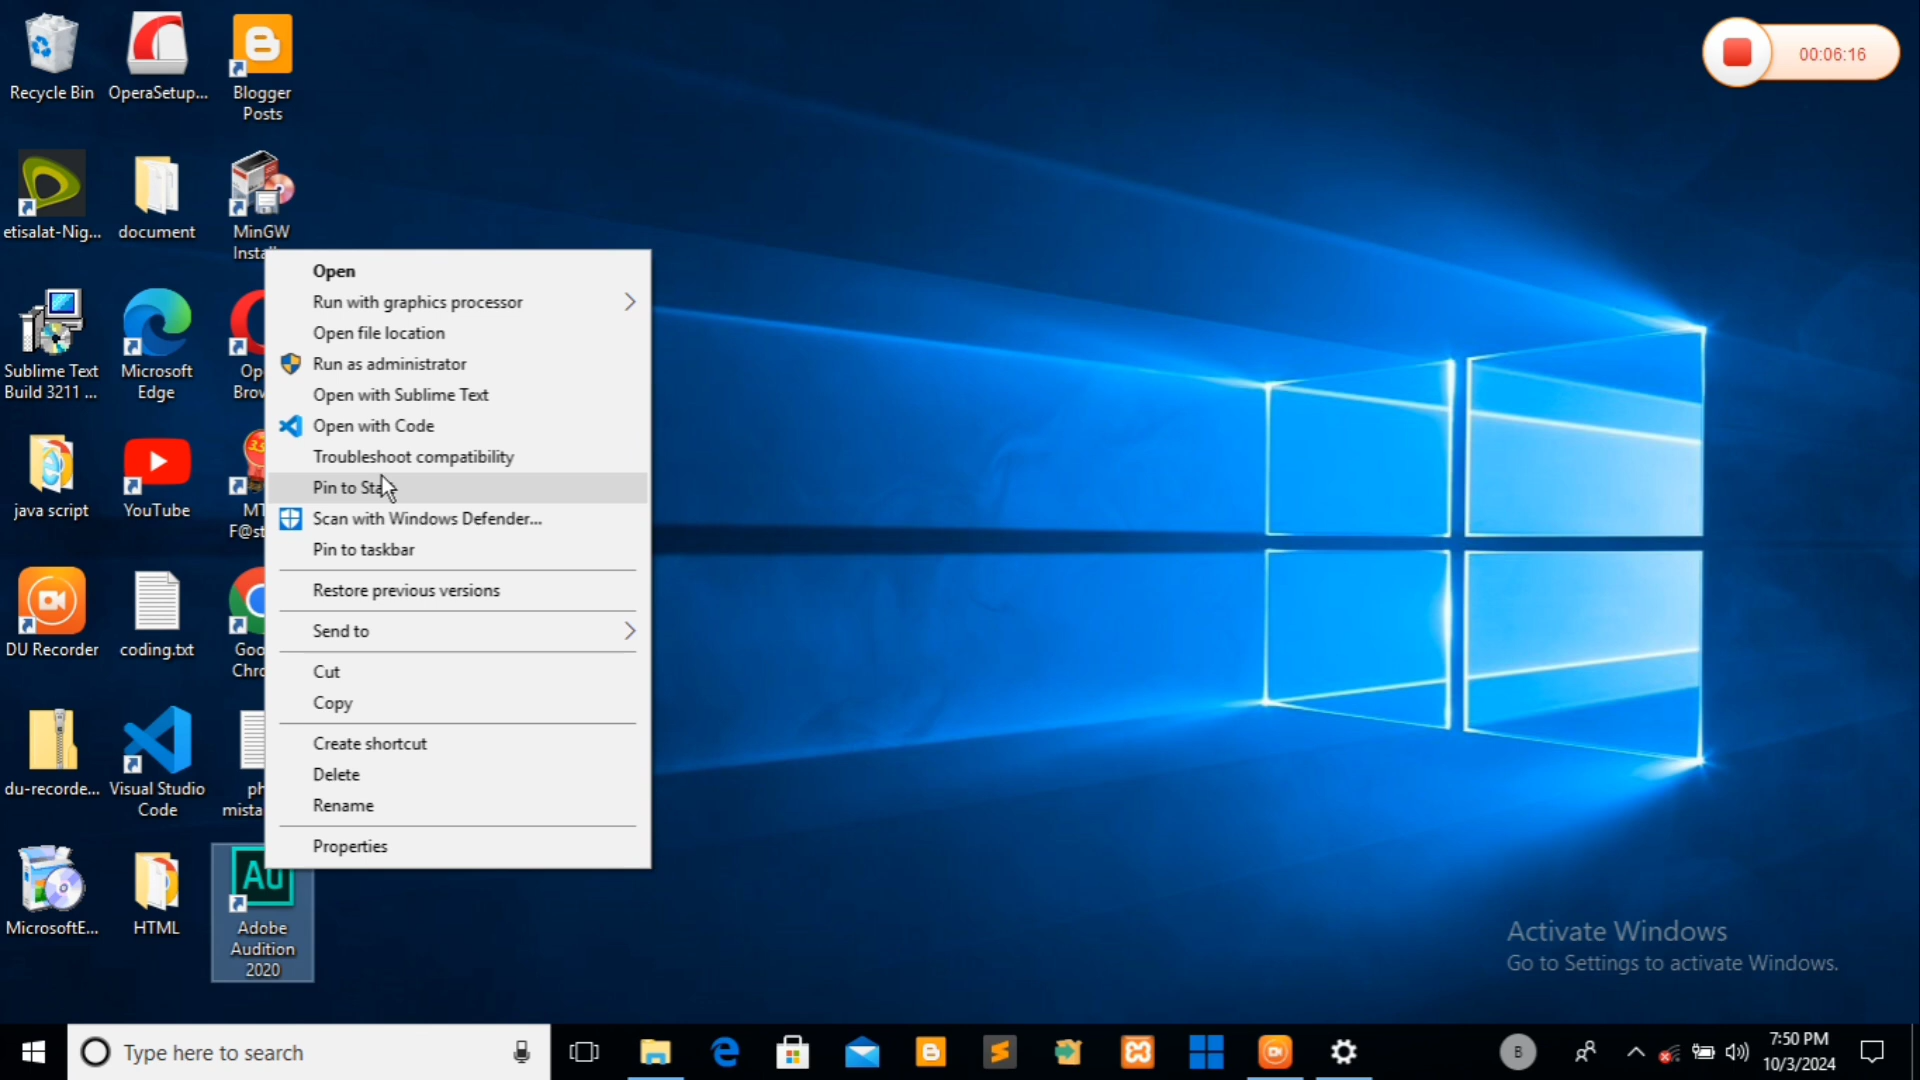 Recycle Bin
OperaSetup...
Blogger
Posts
00:06:16
etisalat-Nig...
document
MinGW
Sublime Text
Build 3211 ...
Microsoft
Edge
java script
YouTube
DU Recorder
coding.txt
du-recorde...
Visual Studio
Code
MicrosoftE...
HTML
Au
Adobe
Audition
2020
Open
Run with graphics processor
Open file location
Run as administrator
Open with Sublime Text
Open with Code
Troubleshoot compatibility
Pin to Sta
Scan with Windows Defender...
Pin to taskbar
Restore previous versions
Send to
Cut
Copy
Create shortcut
Delete
Rename
Properties
Activate Windows
Go to Settings to activate Windows.
Type here to search
B
7:50 PM
10/3/2024